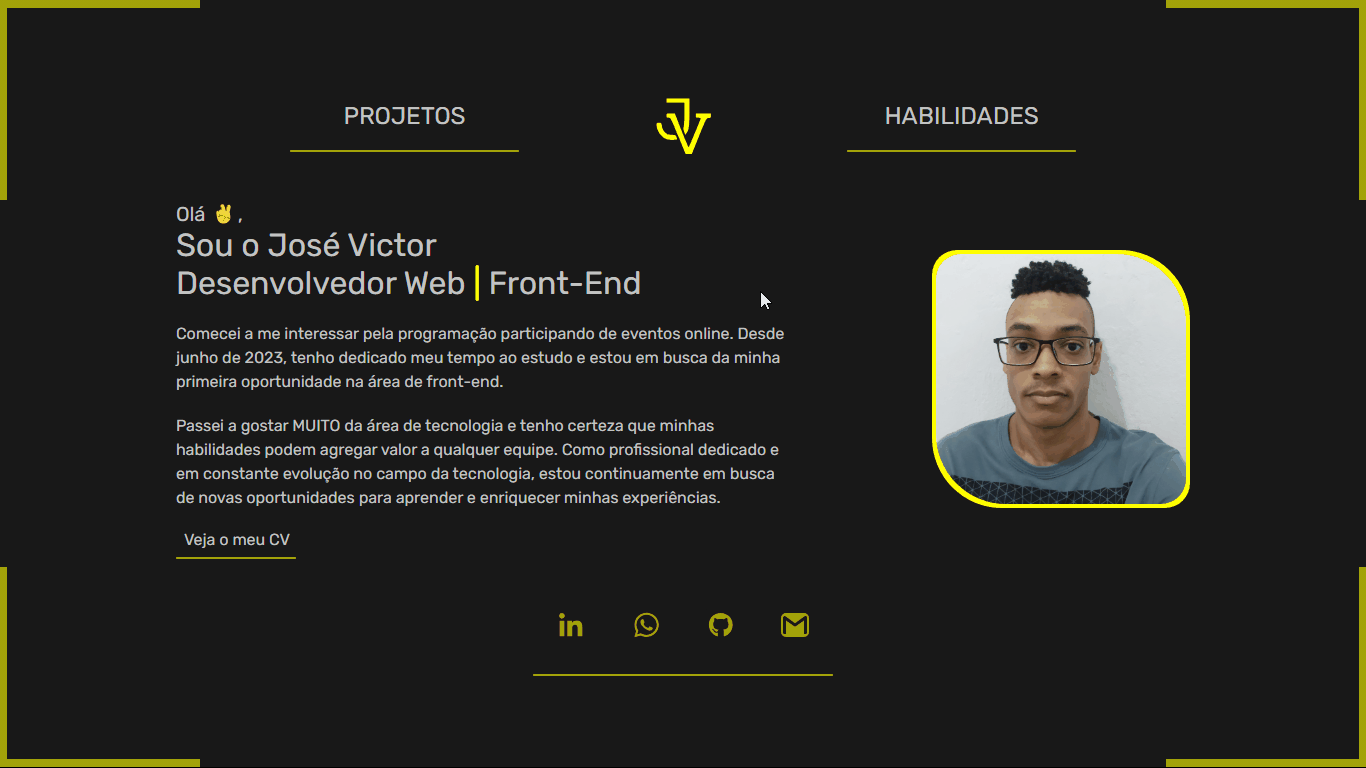 PROJETOS
JV
HABILIDADES
Olá ✌️,
Sou o José Victor
Desenvolvedor Web | Front-End
Comecei a me interessar pela programação participando de eventos online. Desde
junho de 2023, tenho dedicado meu tempo ao estudo e estou em busca da minha
primeira oportunidade na área de front-end.
Passei a gostar MUITO da área de tecnologia e tenho certeza que minhas
habilidades podem agregar valor a qualquer equipe. Como profissional dedicado e
em constante evolução no campo da tecnologia, estou continuamente em busca
de novas oportunidades para aprender e enriquecer minhas experiências.
Veja o meu CV
in